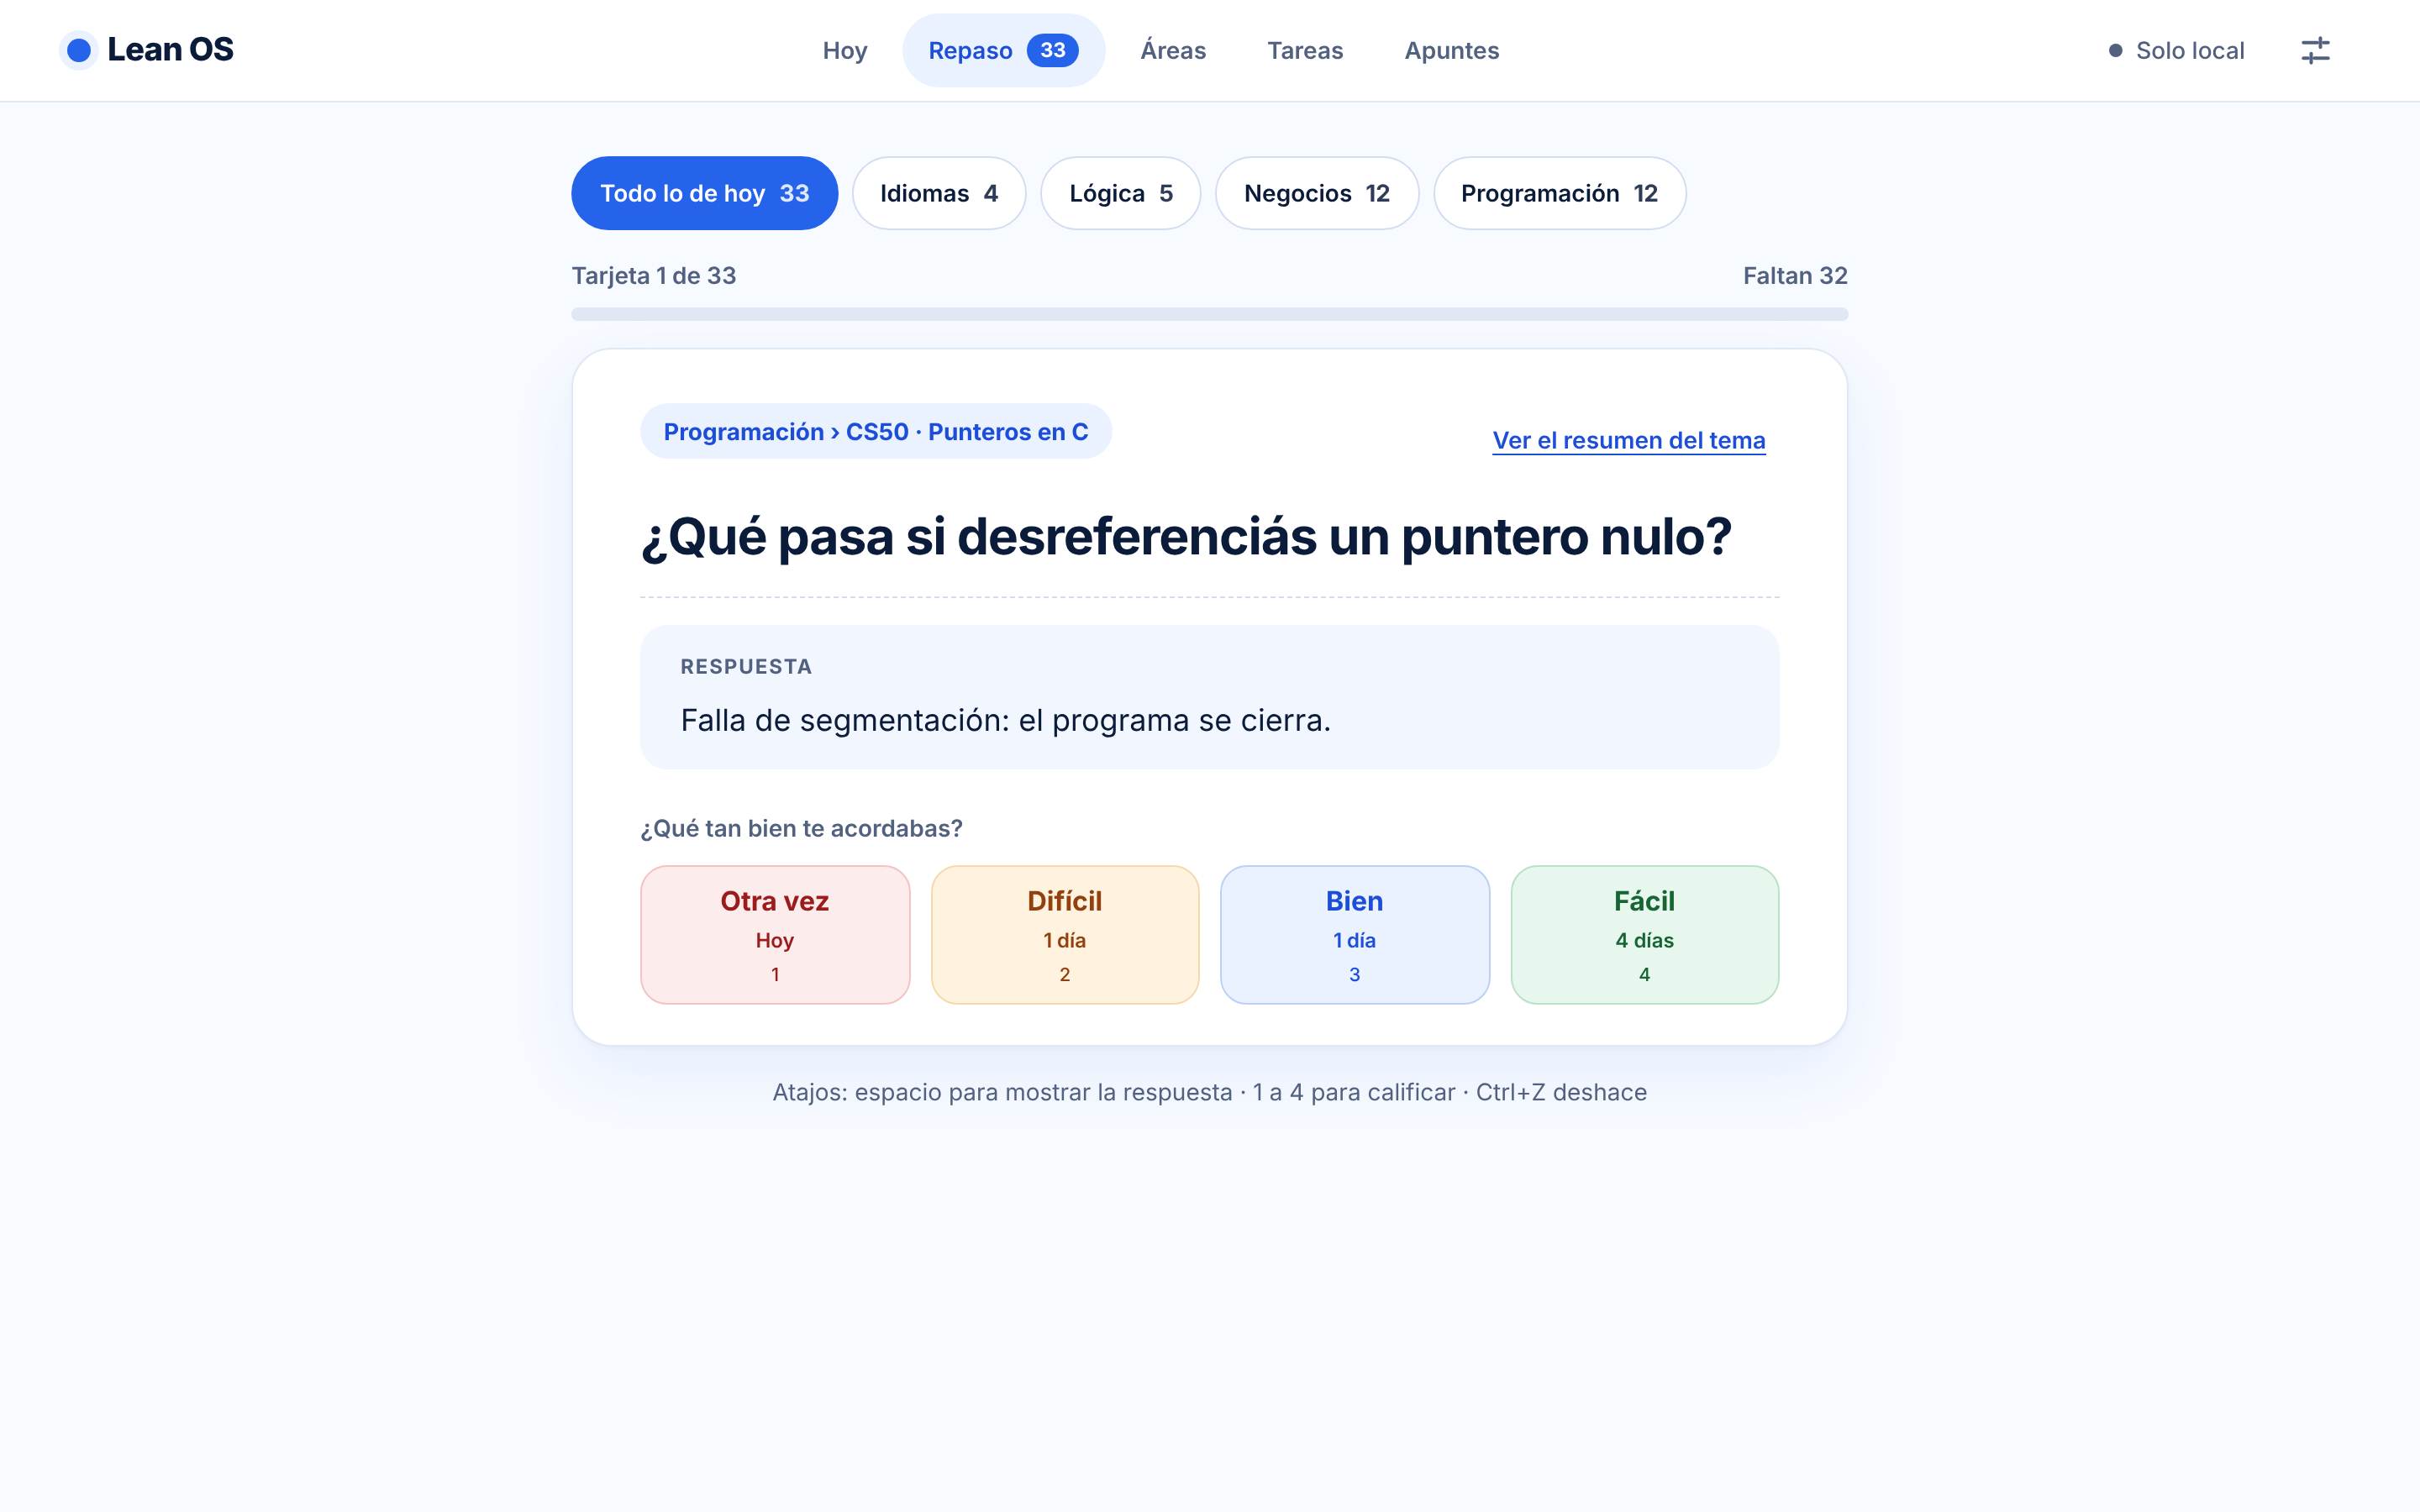 Lean OS
Hoy
Repaso 33
Áreas
Tareas
Apuntes
Solo local
Todo lo de hoy 33
Idiomas 4
Lógica 5
Negocios 12
Programación 12
Tarjeta 1 de 33
Faltan 32
Programación › CS50 · Punteros en C
Ver el resumen del tema
¿Qué pasa si desreferenciás un puntero nulo?
RESPUESTA
Falla de segmentación: el programa se cierra.
¿Qué tan bien te acordabas?
Otra vez
Hoy
1
Difícil
1 día
2
Bien
1 día
3
Fácil
4 días
4
Atajos: espacio para mostrar la respuesta · 1 a 4 para calificar · Ctrl+Z deshace